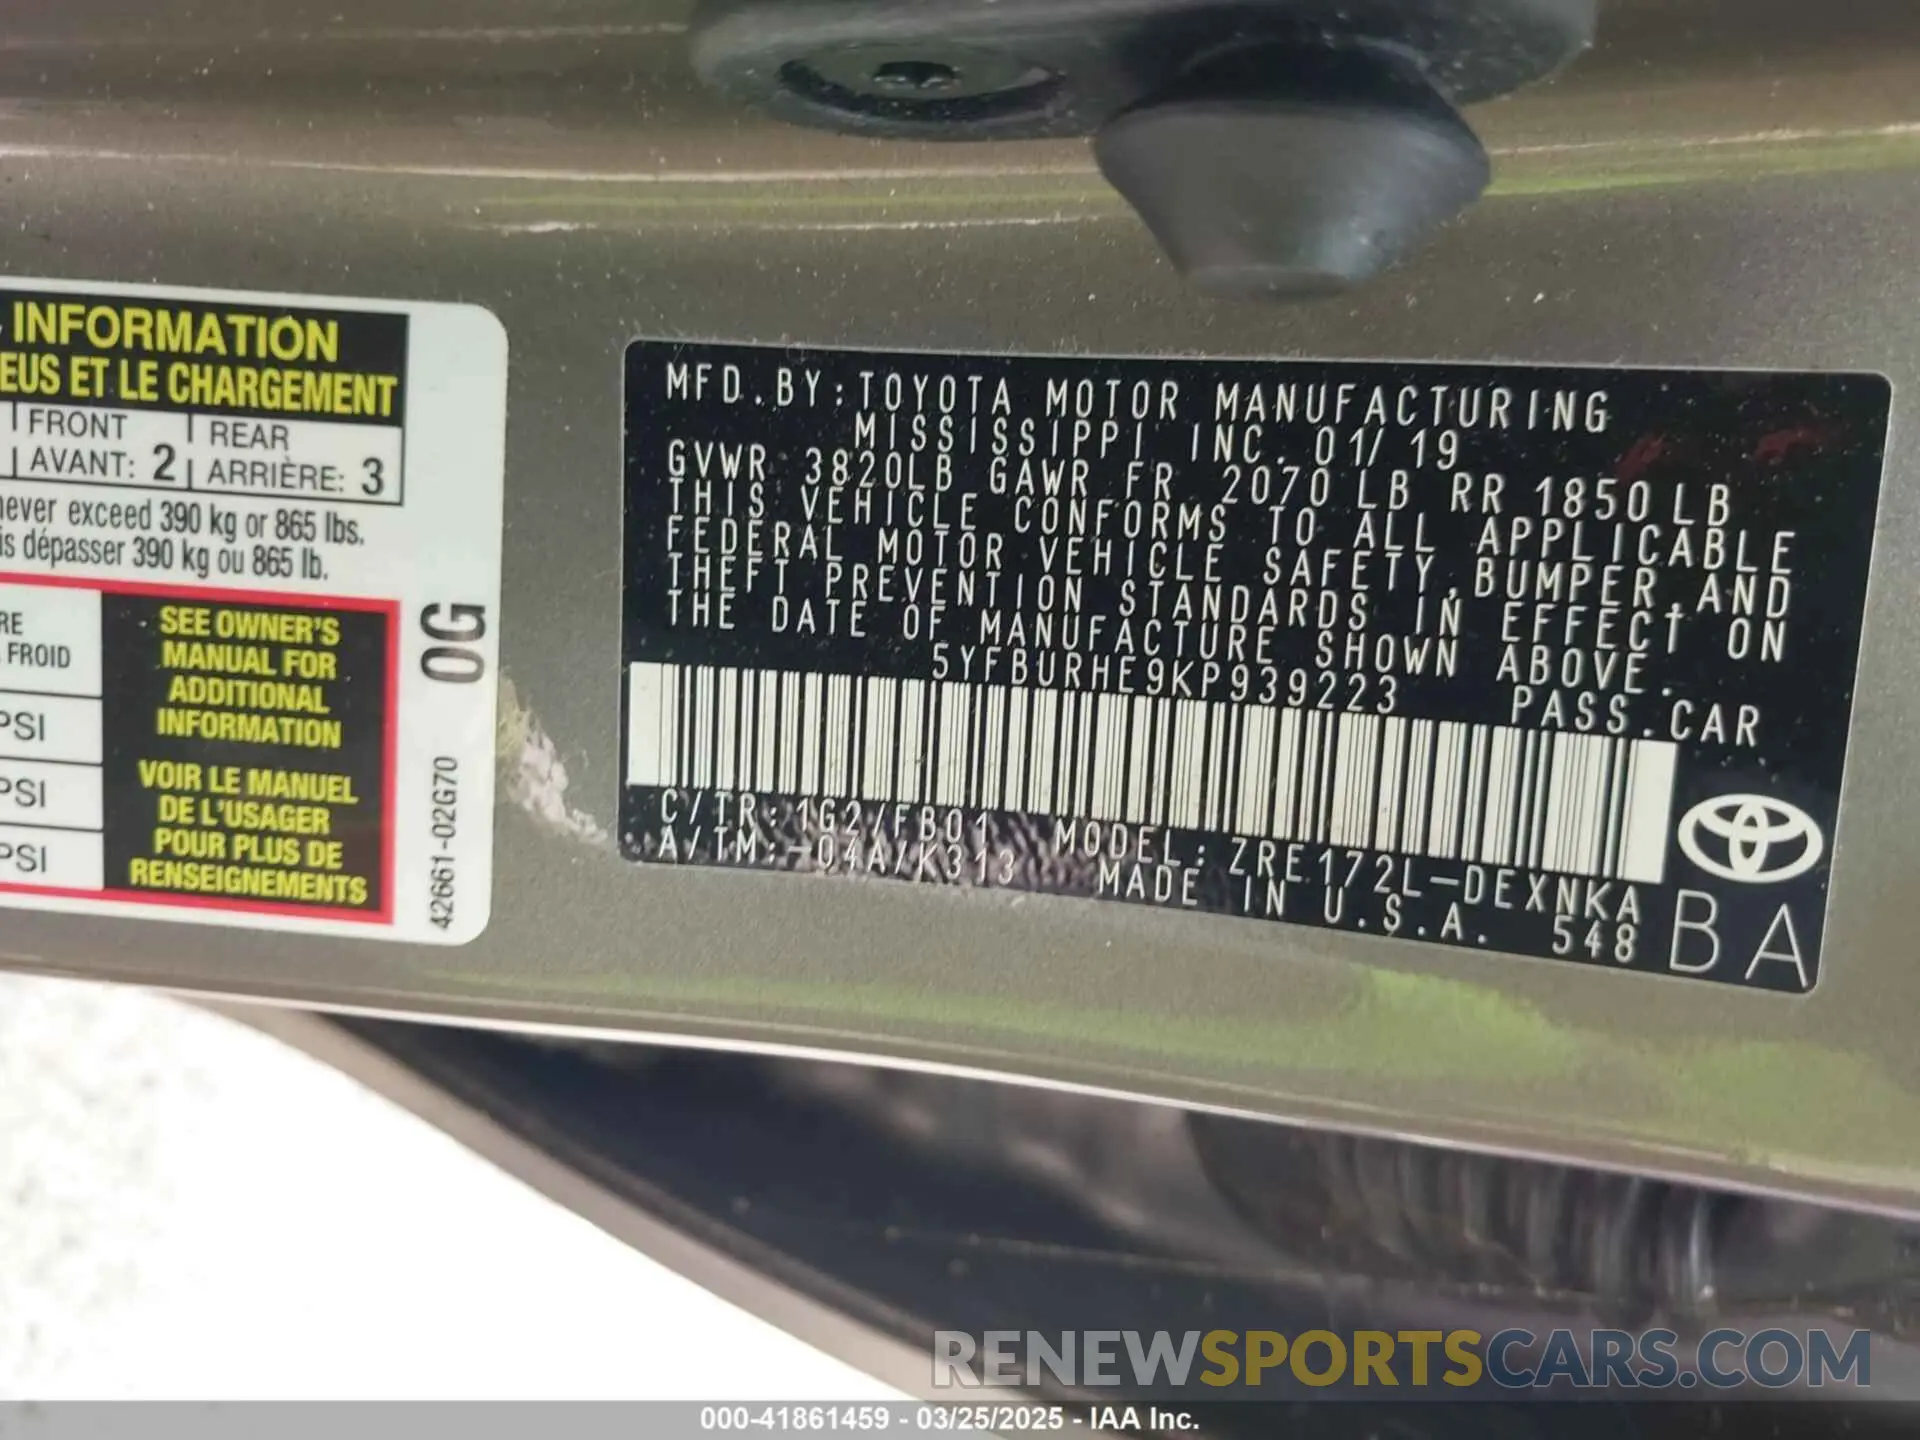 INFORMATION
EUS ET LE CHARGEMENT
FRONT
AVANT: 2
REAR
ARRIÈRE: 3
never exceed 390 kg or 865 lbs.
is dépasser 390 kg ou 865 lb.
RE
FROID
PSI
PSI
PSI
SEE OWNER'S
MANUAL FOR
ADDITIONAL
INFORMATION
VOIR LE MANUEL
DE L'USAGER
POUR PLUS DE
RENSEIGNEMENTS
0G
42661-02G70
MFD.BY:TOYOTA MOTOR MANUFACTURING
MISSISSIPPI INC. 01/19
GVWR 3820LB GAWR FR 2070LB RR 1850LB
THIS VEHICLE CONFORMS TO ALL APPLICABLE
FEDERAL MOTOR VEHICLE SAFETY,BUMPER,AND
THEFT PREVENTION STANDARDS IN EFFECT ON
THE DATE OF MANUFACTURE SHOWN ABOVE.
5YFBURHE9KP939223 PASS.CAR
C/TR:1G2/FB01 MODEL:ZRE172L-DEXNKA
A/TM:-04A/K313 MADE IN U.S.A. 548
BA
RENEWSPORTSCARS.COM
000-41861459 - 03/25/2025 - IAA Inc.